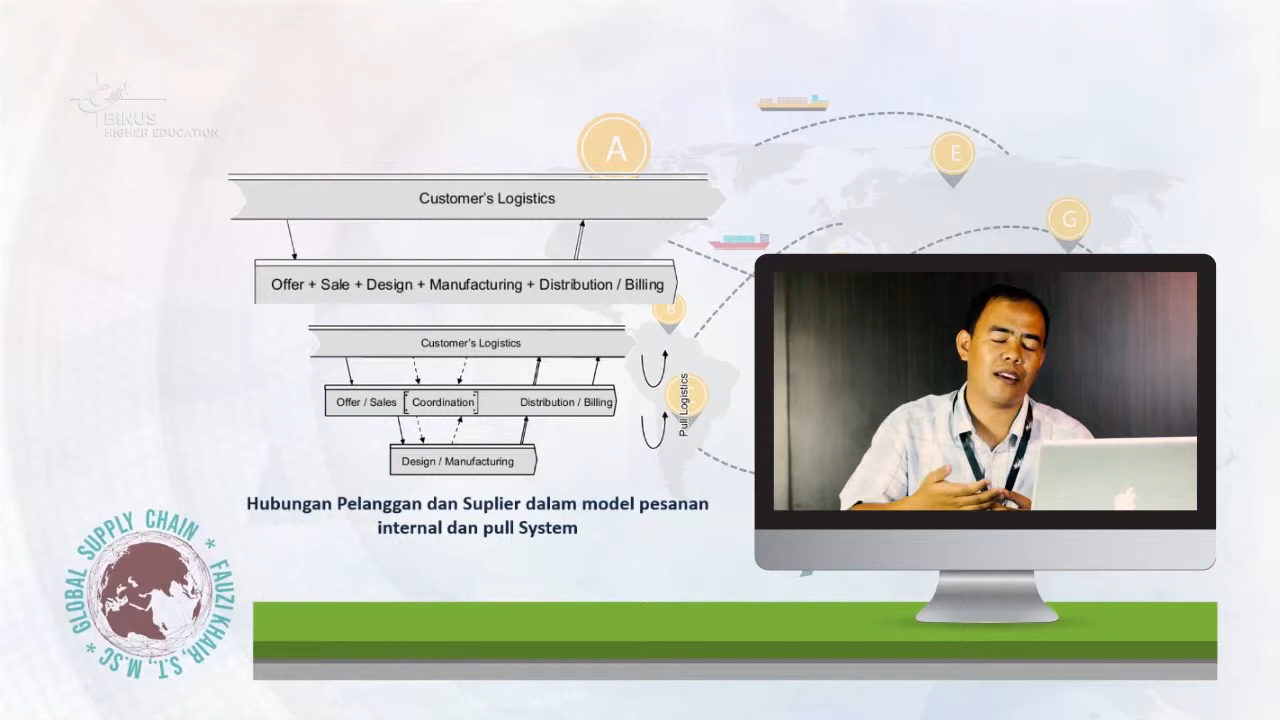 BINUS
HIGHER EDUCATION
A
E
G
B
Customer's Logistics
Offer + Sale + Design + Manufacturing + Distribution / Billing
Customer's Logistics
Offer / Sales
Coordination
Distribution / Billing
Design / Manufacturing
Pull Logistics
Hubungan Pelanggan dan Suplier dalam model pesanan
internal dan pull System
GLOBAL SUPPLY CHAIN * FAUZI KHAIR, S.T., M.SC *